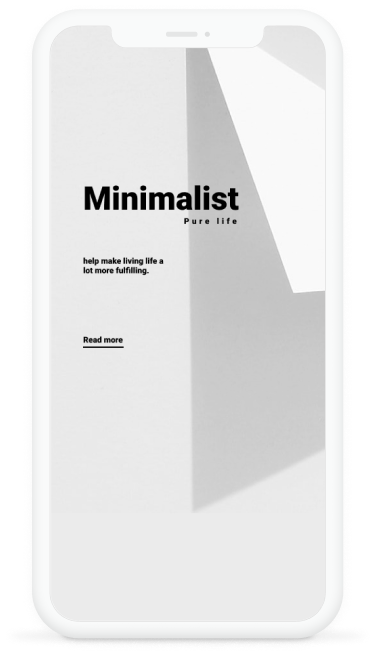 Minimalist
Pure life
help make living life a
lot more fulfilling.
Read more